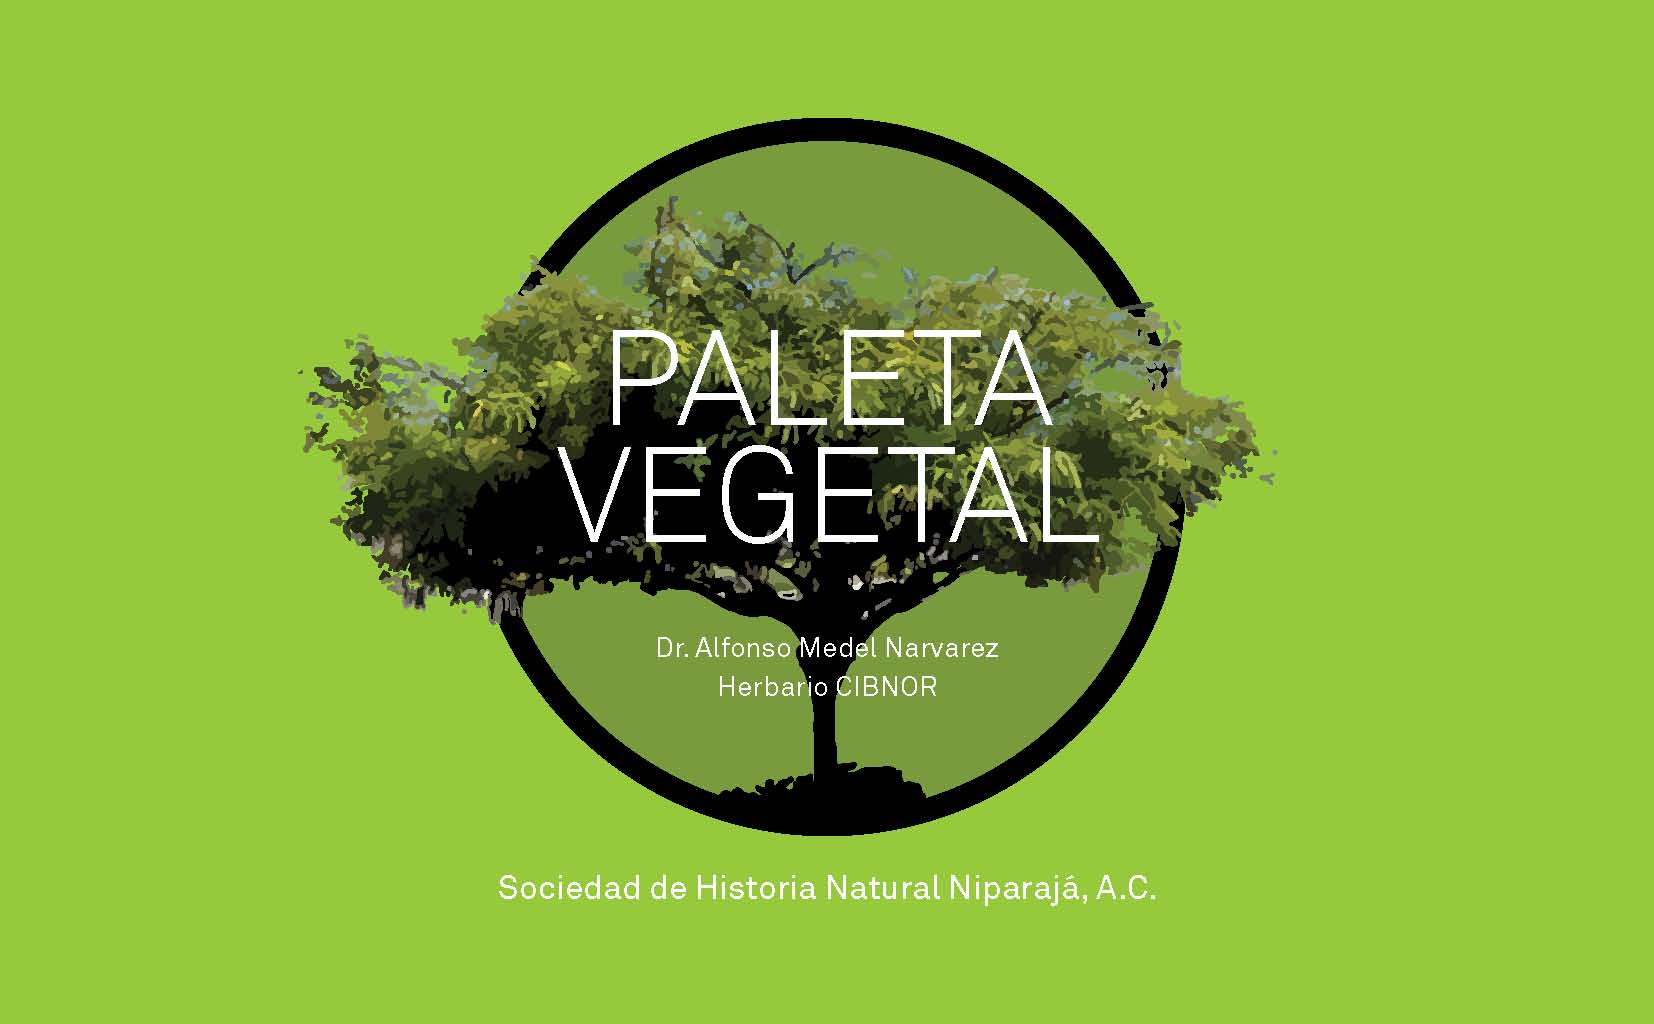 PALETA
VEGETAL
Dr. Alfonso Medel Narvarez
Herbario CIBNOR
Sociedad de Historia Natural Niparajá, A.C.